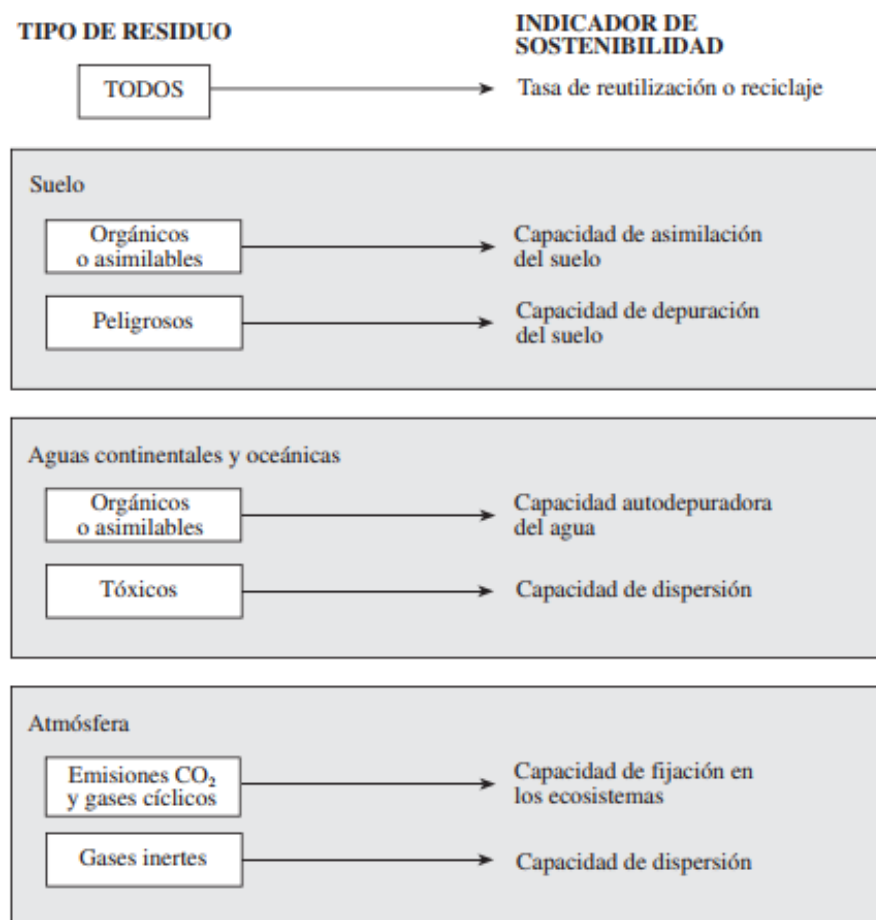 TIPO DE RESIDUO
INDICADOR DE
SOSTENIBILIDAD
TODOS
Tasa de reutilización o reciclaje
Suelo
Orgánicos
o asimilables
Capacidad de asimilación
del suelo
Peligrosos
Capacidad de depuración
del suelo
Aguas continentales y oceánicas
Orgánicos
o asimilables
Capacidad autodepuradora
del agua
Tóxicos
Capacidad de dispersión
Atmósfera
Emisiones CO₂
y gases cíclicos
Capacidad de fijación en
los ecosistemas
Gases inertes
Capacidad de dispersión